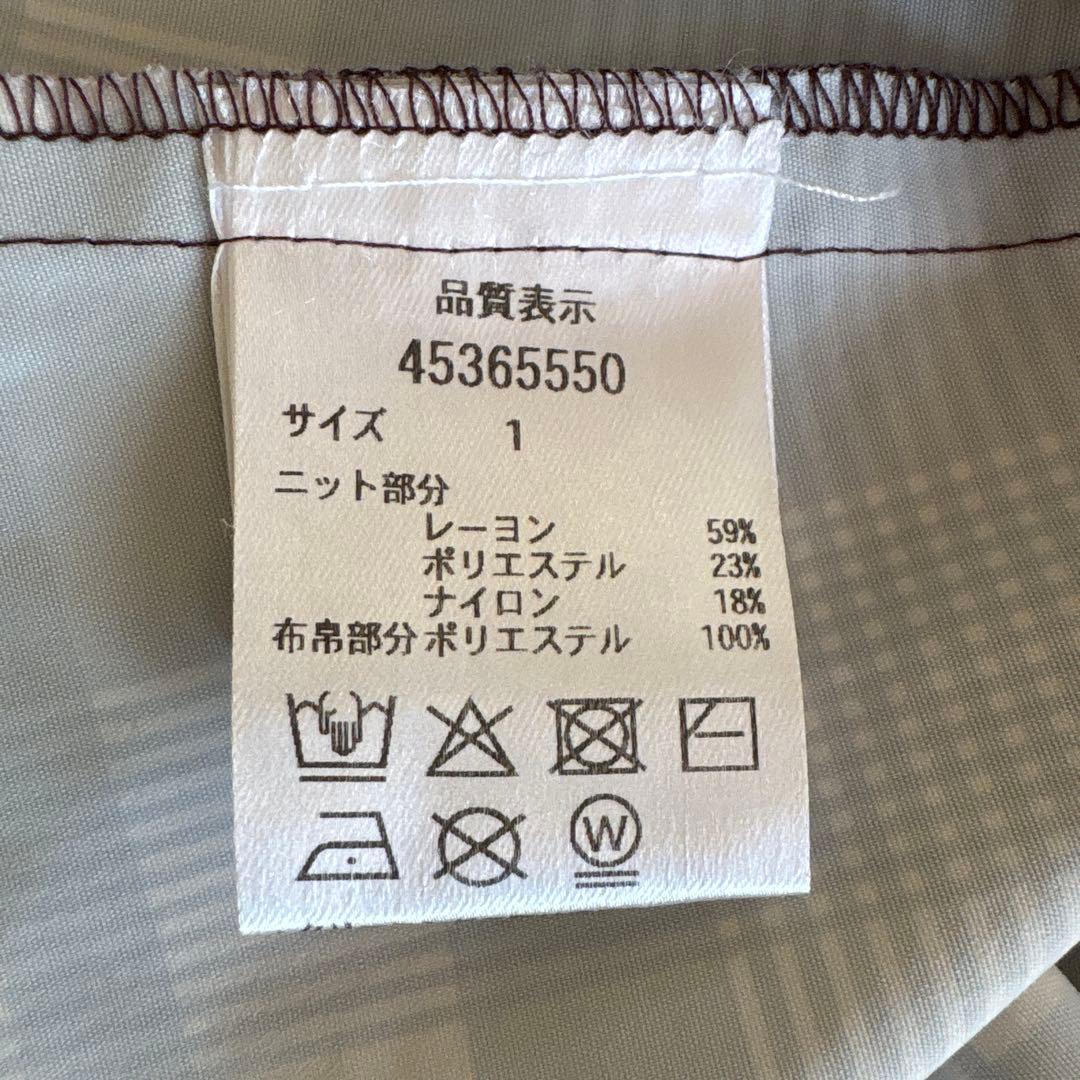 品質表示
45365550
サイズ 1
ニット部分
レーヨン 59%
ポリエステル 23%
ナイロン 18%
布帛部分 ポリエステル 100%
W